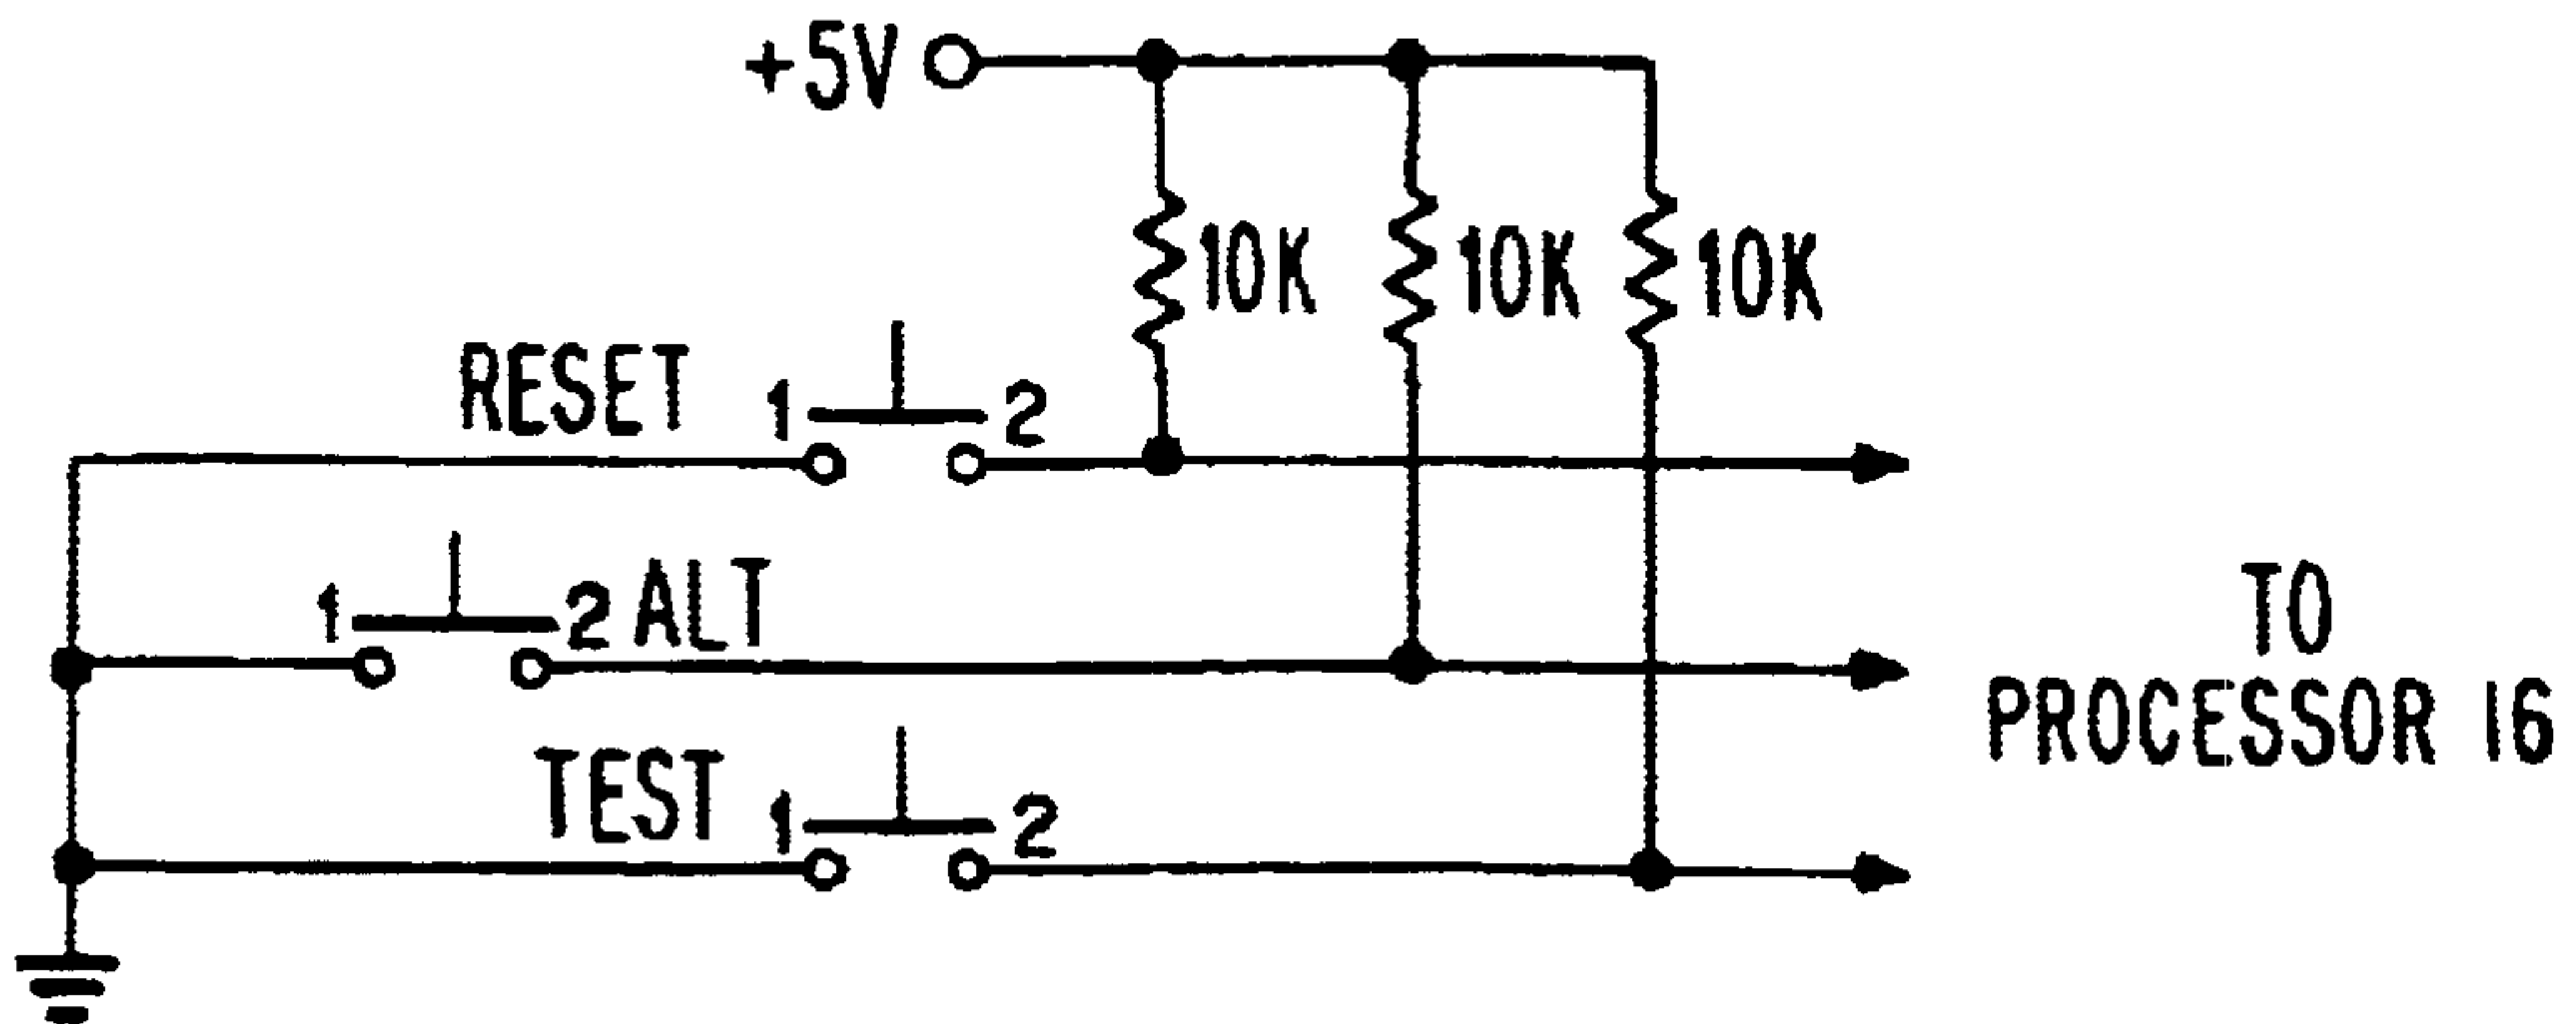 +5V
10K 10K 10K
RESET 1 2
1 2 ALT
TO
PROCESSOR 16
TEST 1 2